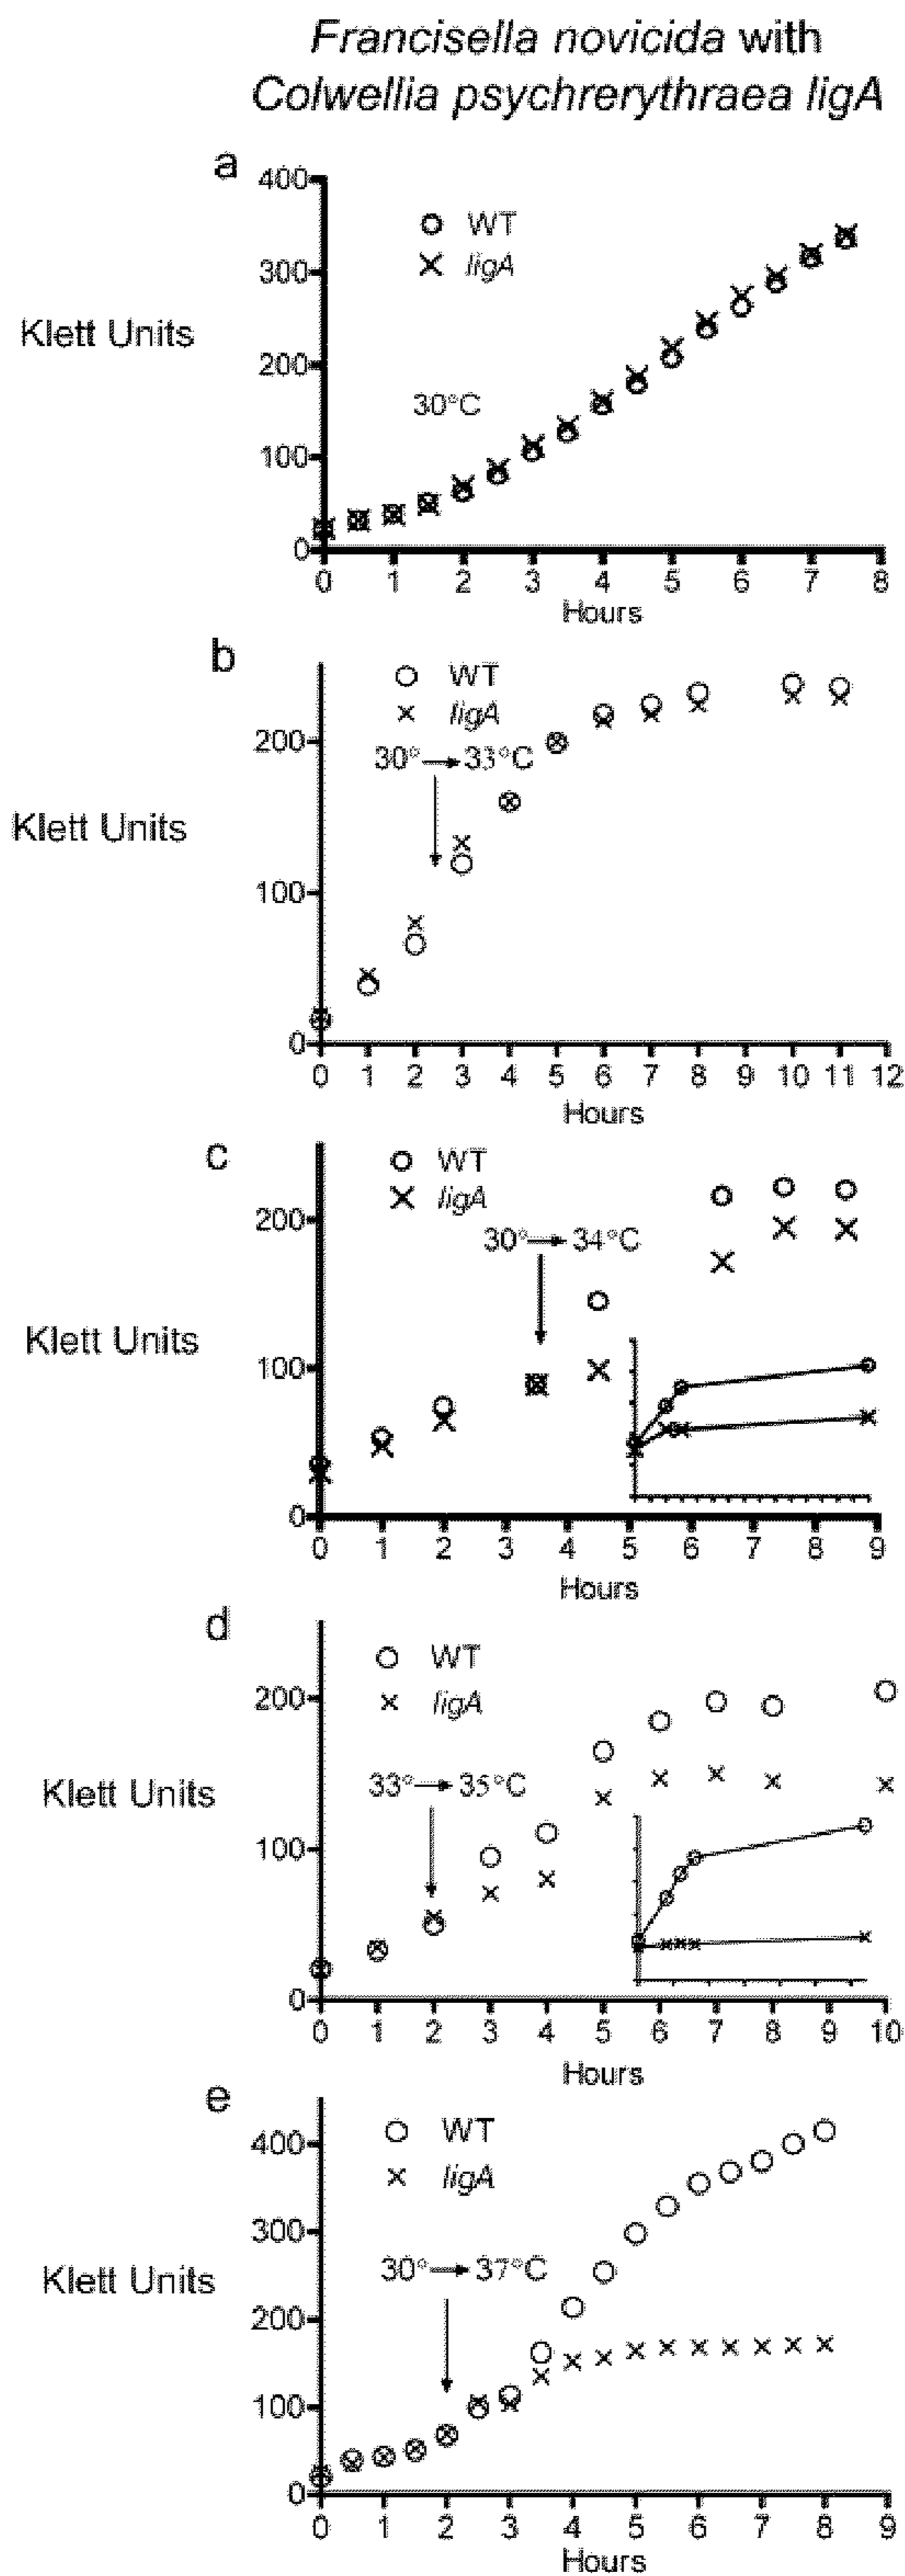 Francisella novicida with
Colwellia psychrerythraea ligA
a
400
WT
ligA
300
Klett Units
200
30°C
100
0
0 1 2 3 4 5 6 7 8
Hours
b
WT
ligA
200
30° 33°C
Klett Units
100
0
0 1 2 3 4 5 6 7 8 9 10 11 12
Hours
c
WT
ligA
200
30° 34°C
Klett Units
100
0
0 1 2 3 4 5 6 7 8 9
Hours
d
WT
ligA
200
33° 35°C
Klett Units
100
0
0 1 2 3 4 5 6 7 8 9 10
Hours
e
WT
400
ligA
300
30° 37°C
Klett Units
200
100
0
0 1 2 3 4 5 6 7 8 9
Hours